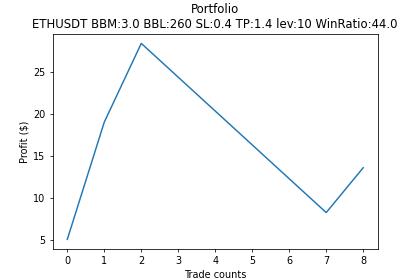 Portfolio
ETHUSDT BBM:3.0 BBL:260 SL:0.4 TP:1.4 lev:10 WinRatio:44.0
Profit ($)
25
20
15
10
5
0 1 2 3 4 5 6 7 8
Trade counts